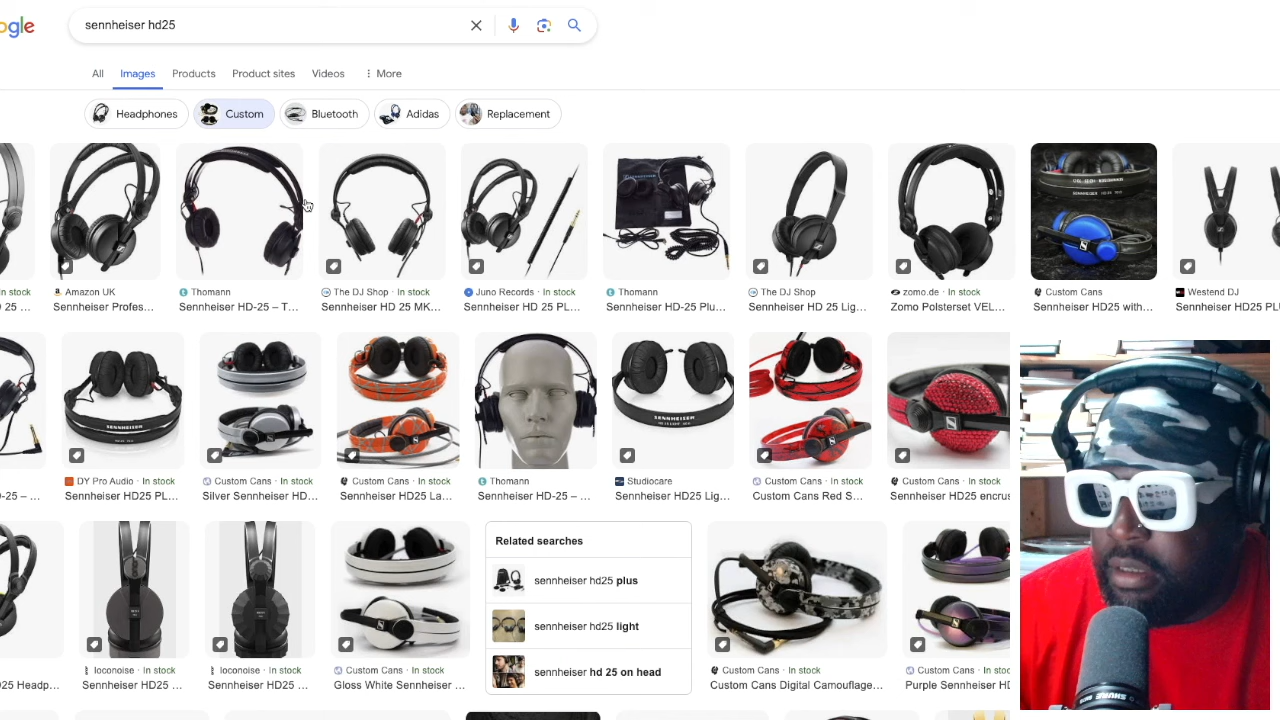 ogle
sennheiser hd25
All Images Products Product sites Videos More
Headphones Custom Bluetooth Adidas Replacement
n stock
25 ...
Amazon UK
Sennheiser Profes...
Thomann
Sennheiser HD-25 – T...
The DJ Shop · In stock
Sennheiser HD 25 MK...
Juno Records · In stock
Sennheiser HD 25 PL...
Thomann
Sennheiser HD-25 Plu...
The DJ Shop
Sennheiser HD 25 Lig...
zomo.de · In stock
Zomo Polsterset VEL...
Custom Cans
Sennheiser HD25 with...
Westend DJ
Sennheiser HD25 PLU
SENNHEISER
-25 – ...
DY Pro Audio · In stock
Sennheiser HD25 PL...
Custom Cans · In stock
Silver Sennheiser HD...
Custom Cans · In stock
Sennheiser HD25 La...
Thomann
Sennheiser HD-25 – ...
Studiocare
Sennheiser HD25 Lig...
Custom Cans · In stock
Custom Cans Red S...
Custom Cans · In stock
Sennheiser HD25 encrus
SENNHEISER
SENNHEISER
25 Headp...
loconoise · In stock
Sennheiser HD25 ...
loconoise · In stock
Sennheiser HD25 ...
Custom Cans · In stock
Gloss White Sennheiser ...
Related searches
sennheiser hd25 plus
sennheiser hd25 light
sennheiser hd 25 on head
Custom Cans · In stock
Custom Cans Digital Camouflage...
Custom Cans · In stock
Purple Sennheiser HD
SHURE